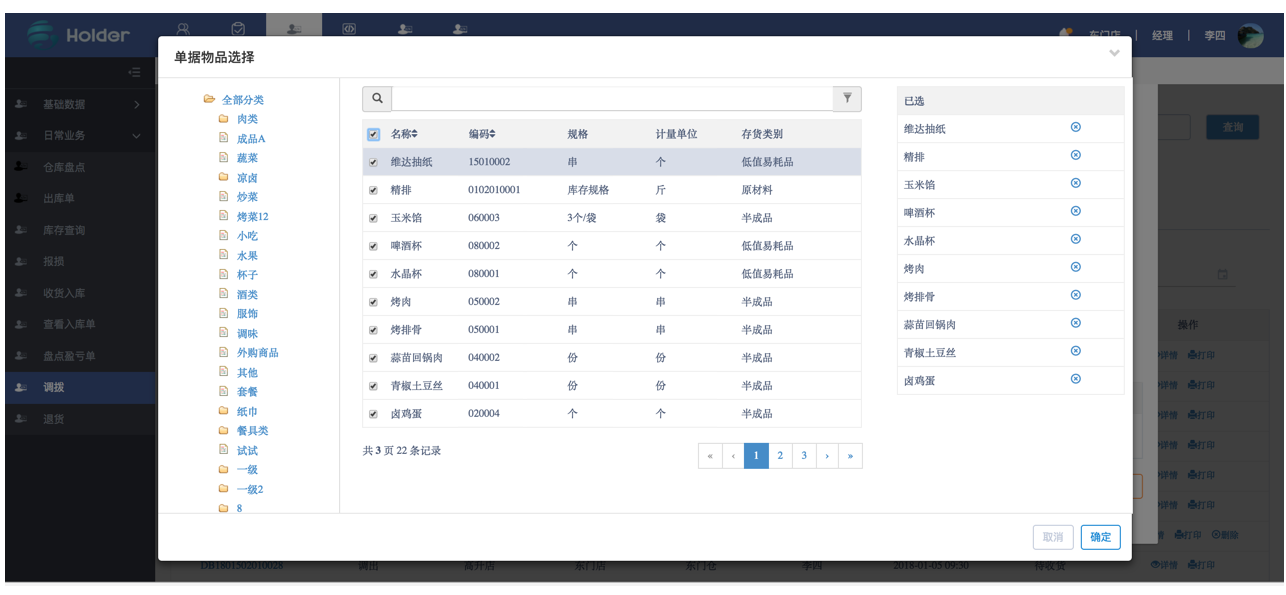 Holder
东门店 | 经理 | 李四
基础数据
日常业务
仓库盘点
出库单
库存查询
报损
收货入库
查看入库单
盘点盈亏单
调拨
退货
单据物品选择
全部分类
肉类
成品A
蔬菜
凉卤
炒菜
烤菜12
小吃
水果
杯子
酒类
服饰
调味
外购商品
其他
套餐
纸巾
餐具类
试试
一级
一级2
8
名称 编码 规格 计量单位 存货类别
维达抽纸 15010002 串 个 低值易耗品
精排 0102010001 库存规格 斤 原材料
玉米馅 060003 3个/袋 袋 半成品
啤酒杯 080002 个 个 低值易耗品
水晶杯 080001 个 个 低值易耗品
烤肉 050002 串 串 半成品
烤排骨 050001 串 串 半成品
蒜苗回锅肉 040002 份 份 半成品
青椒土豆丝 040001 份 份 半成品
卤鸡蛋 020004 个 个 半成品
共 3 页 22 条记录
« ‹ 1 2 3 › »
已选
维达抽纸
精排
玉米馅
啤酒杯
水晶杯
烤肉
烤排骨
蒜苗回锅肉
青椒土豆丝
卤鸡蛋
取消 确定
查询
操作
详情 打印
详情 打印
详情 打印
详情 打印
详情 打印
详情 打印
打印 删除
DB1801502010028 调出 高升店 东门店 东门仓 李四 2018-01-05 09:30 待收货 详情 打印